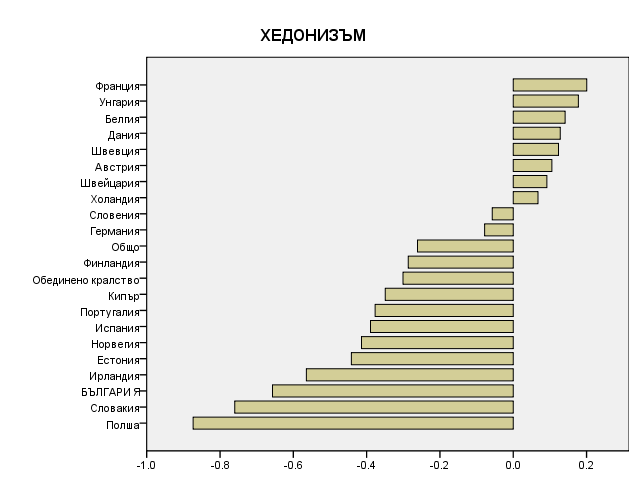 ХЕДОНИЗЪМ
Франция
Унгария
Белгия
Дания
Швевция
Австрия
Швейцария
Холандия
Словения
Германия
Общо
Финландия
Обединено кралство
Кипър
Португалия
Испания
Норвегия
Естония
Ирландия
БЪЛГАРИ Я
Словакия
Полша
-1.0 -0.8 -0.6 -0.4 -0.2 0.0 0.2